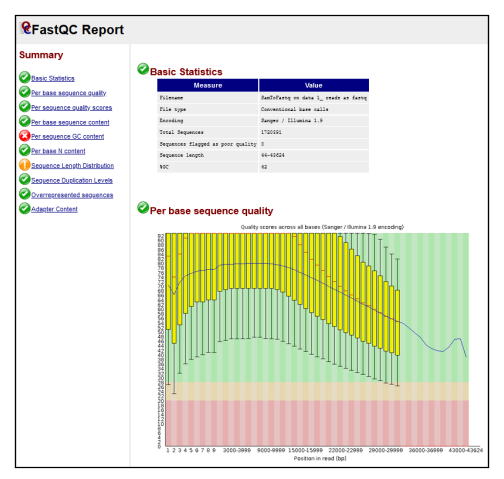 FastQC Report
Summary
Basic Statistics
Per base sequence quality
Per sequence quality scores
Per base sequence content
Per sequence GC content
Per base N content
Sequence Length Distribution
Sequence Duplication Levels
Overrepresented sequences
Adapter Content
Basic Statistics
Measure Value
Filename SamToFastq on data 1_ reads as fastq
File type Conventional base calls
Encoding Sanger / Illumina 1.9
Total Sequences
Sequences flagged as poor quality 0
Sequence length
%GC 42
Per base sequence quality
Quality scores across all bases (Sanger / Illumina 1.9 encoding)
92
90
88
86
84
82
80
78
76
74
72
70
68
66
64
62
60
58
56
54
52
50
48
46
44
42
40
38
36
34
32
30
28
26
24
22
20
18
16
14
12
10
8
6
4
2
0
1 2 3 4 5 6 7 8 9 3000-3999 9000-9999 15000-15999 22000-22999 29000-29999 36000-36999 43000-43624
Position in read (bp)